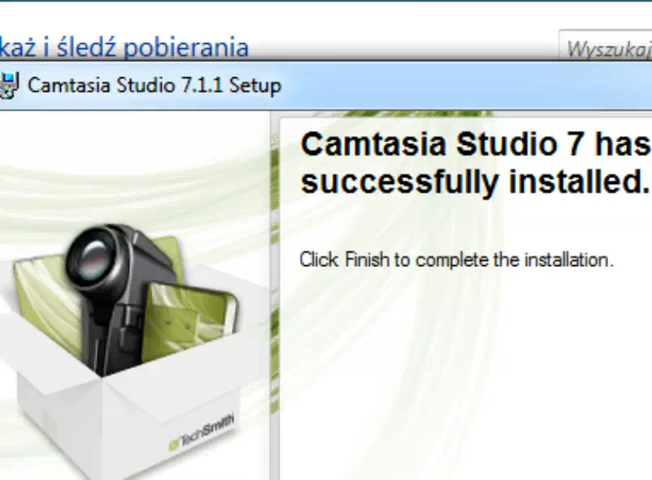 każ i śledź pobierania
Wyszukaj
Camtasia Studio 7.1.1 Setup
Camtasia Studio 7 has
successfully installed.
Click Finish to complete the installation.
TechSmith